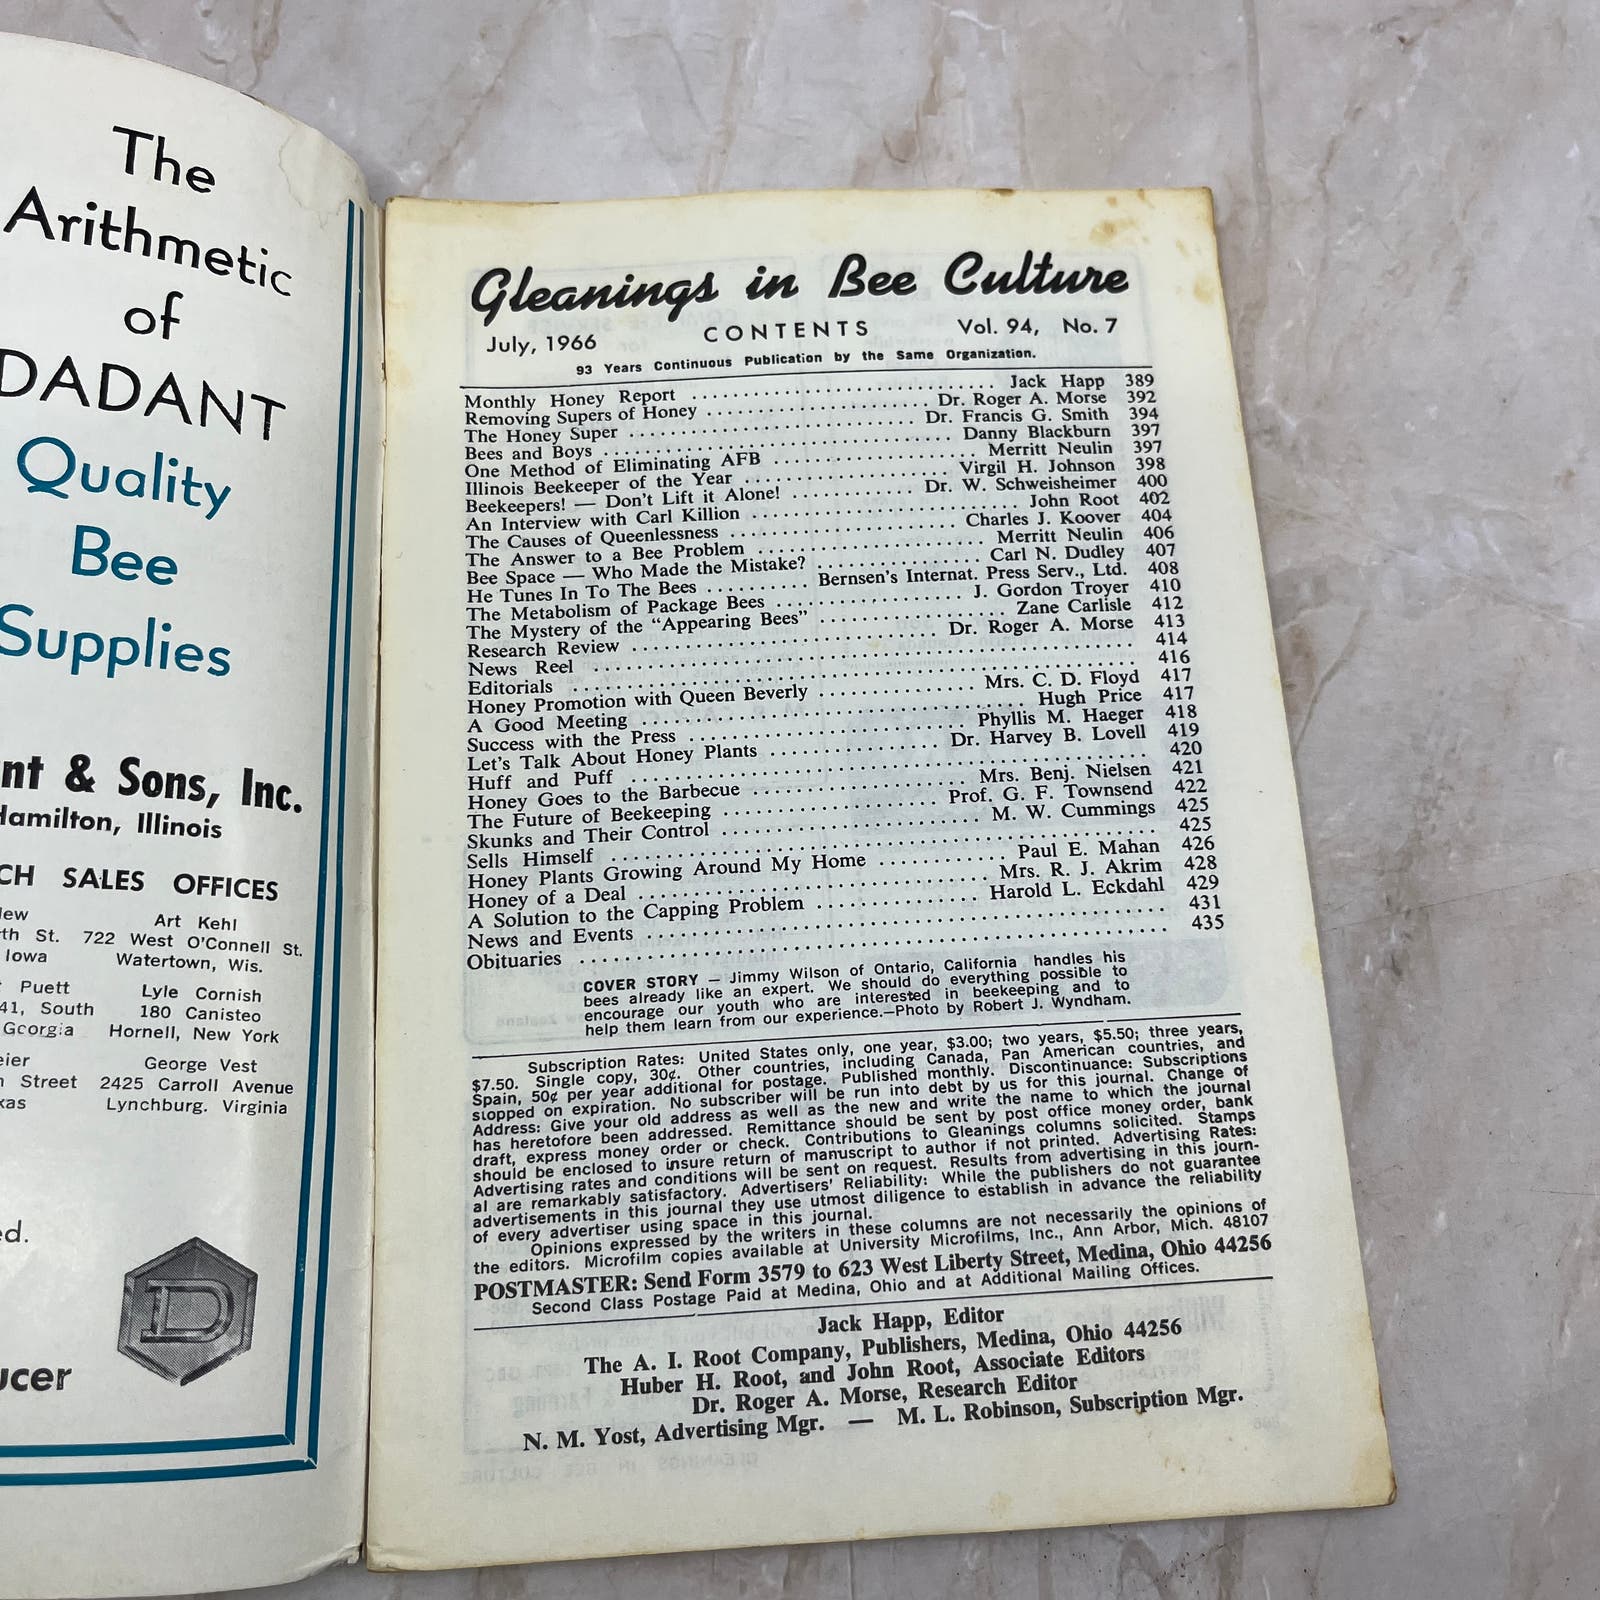 The
Arithmetic
of
DADANT
Quality
Bee
Supplies
& Sons, Inc.
Hamilton, Illinois
SALES OFFICES
Art Kehl
St. 722 West O'Connell St.
Iowa Watertown, Wis.
Puett Lyle Cornish
South 180 Canisteo
Georgia Hornell, New York
George Vest
Street 2425 Carroll Avenue
Lynchburg. Virginia
D
Gleanings in Bee Culture
July, 1966 CONTENTS Vol. 94, No. 7
93 Years Continuous Publication by the Same Organization.
Monthly Honey Report Jack Happ 389
Removing Supers of Honey Dr. Roger A. Morse 392
The Honey Super Dr. Francis G. Smith 394
Bees and Boys Danny Blackburn 397
One Method of Eliminating AFB Merritt Neulin 397
Illinois Beekeeper of the Year Virgil H. Johnson 398
Beekeepers! — Don't Lift it Alone! Dr. W. Schweisheimer 400
An Interview with Carl Killion John Root 402
The Causes of Queenlessness Charles J. Koover 404
The Answer to a Bee Problem Merritt Neulin 406
Bee Space — Who Made the Mistake? Carl N. Dudley 407
He Tunes In To The Bees Bernsen's Internat. Press Serv., Ltd. 408
The Metabolism of Package Bees J. Gordon Troyer 410
The Mystery of the "Appearing Bees" Zane Carlisle 412
Research Review Dr. Roger A. Morse 413
News Reel 414
Editorials 416
Honey Promotion with Queen Beverly Mrs. C. D. Floyd 417
A Good Meeting Hugh Price 417
Success with the Press Phyllis M. Haeger 418
Let's Talk About Honey Plants Dr. Harvey B. Lovell 419
Huff and Puff 420
Honey Goes to the Barbecue Mrs. Benj. Nielsen 421
The Future of Beekeeping Prof. G. F. Townsend 422
Skunks and Their Control M. W. Cummings 425
Sells Himself 425
Honey Plants Growing Around My Home Paul E. Mahan 426
Honey of a Deal Mrs. R. J. Akrim 428
A Solution to the Capping Problem Harold L. Eckdahl 429
News and Events 431
Obituaries 435
COVER STORY — Jimmy Wilson of Ontario, California handles his
bees already like an expert. We should do everything possible to
encourage our youth who are interested in beekeeping and to
help them learn from our experience.—Photo by Robert J. Wyndham.
Subscription Rates: United States only, one year, $3.00; two years, $5.50; three years,
$7.50. Single copy, 30¢. Other countries, including Canada, Pan American countries, and
Spain, 50¢ per year additional for postage. Published monthly. Discontinuance: Subscriptions
stopped on expiration. No subscriber will be run into debt by us for this journal. Change of
Address: Give your old address as well as the new and write the name to which the journal
has heretofore been addressed. Remittance should be sent by post office money order, bank
draft, express money order or check. Contributions to Gleanings columns solicited. Stamps
should be enclosed to insure return of manuscript to author if not printed. Advertising Rates:
Advertising rates and conditions will be sent on request. Results from advertising in this journ-
al are remarkably satisfactory. Advertisers' Reliability: While the publishers do not guarantee
advertisements in this journal they use utmost diligence to establish in advance the reliability
of every advertiser using space in this journal.
Opinions expressed by the writers in these columns are not necessarily the opinions of
the editors. Microfilm copies available at University Microfilms, Inc., Ann Arbor, Mich. 48107
POSTMASTER: Send Form 3579 to 623 West Liberty Street, Medina, Ohio 44256
Second Class Postage Paid at Medina, Ohio and at Additional Mailing Offices.
Jack Happ, Editor
The A. I. Root Company, Publishers, Medina, Ohio 44256
Huber H. Root, and John Root, Associate Editors
Dr. Roger A. Morse, Research Editor
N. M. Yost, Advertising Mgr. — M. L. Robinson, Subscription Mgr.